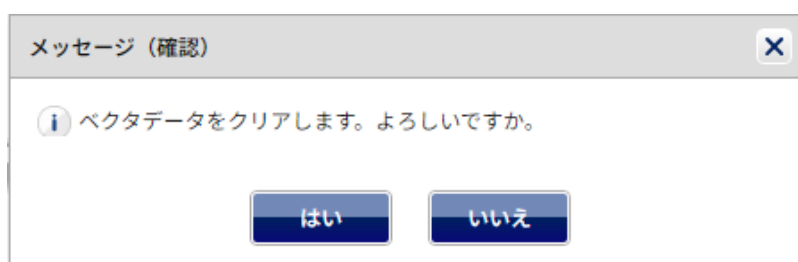 メッセージ（確認）
ベクタデータをクリアします。よろしいですか。
はい
いいえ